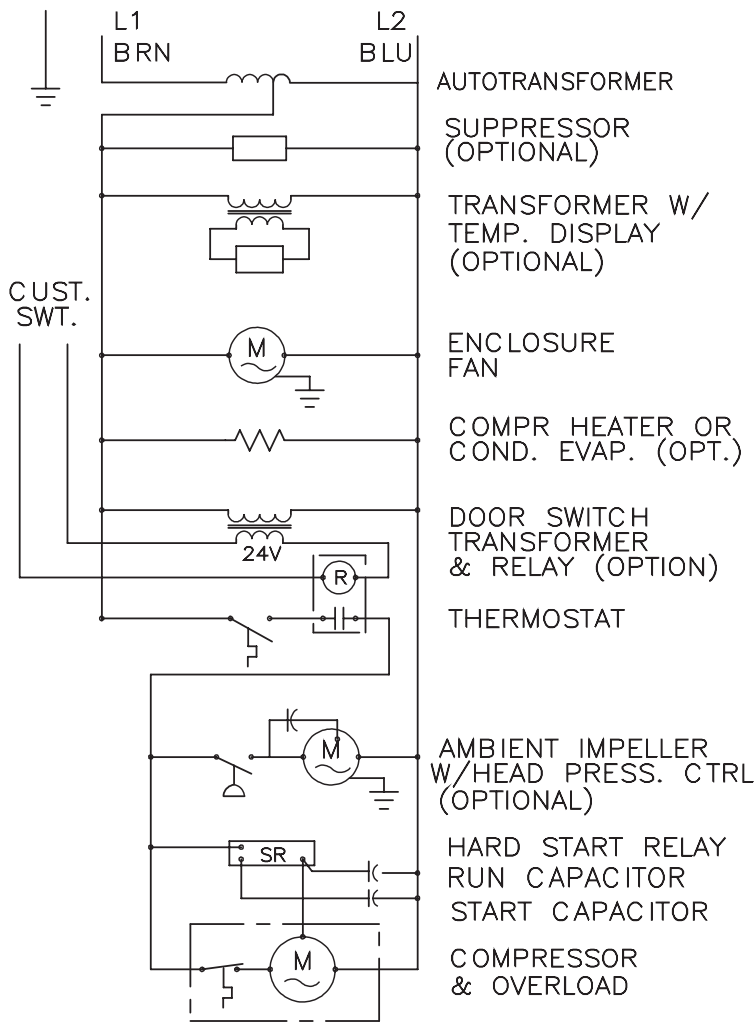 L1
L2
BRN
BLU
AUTOTRANSFORMER
SUPPRESSOR
(OPTIONAL)
TRANSFORMER W/
TEMP. DISPLAY
(OPTIONAL)
CUST.
SWT.
M
ENCLOSURE
FAN
COMPR HEATER OR
COND. EVAP. (OPT.)
DOOR SWITCH
TRANSFORMER
& RELAY (OPTION)
24V
R
THERMOSTAT
M
AMBIENT IMPELLER
W/HEAD PRESS. CTRL
(OPTIONAL)
SR
HARD START RELAY
RUN CAPACITOR
START CAPACITOR
M
COMPRESSOR
& OVERLOAD